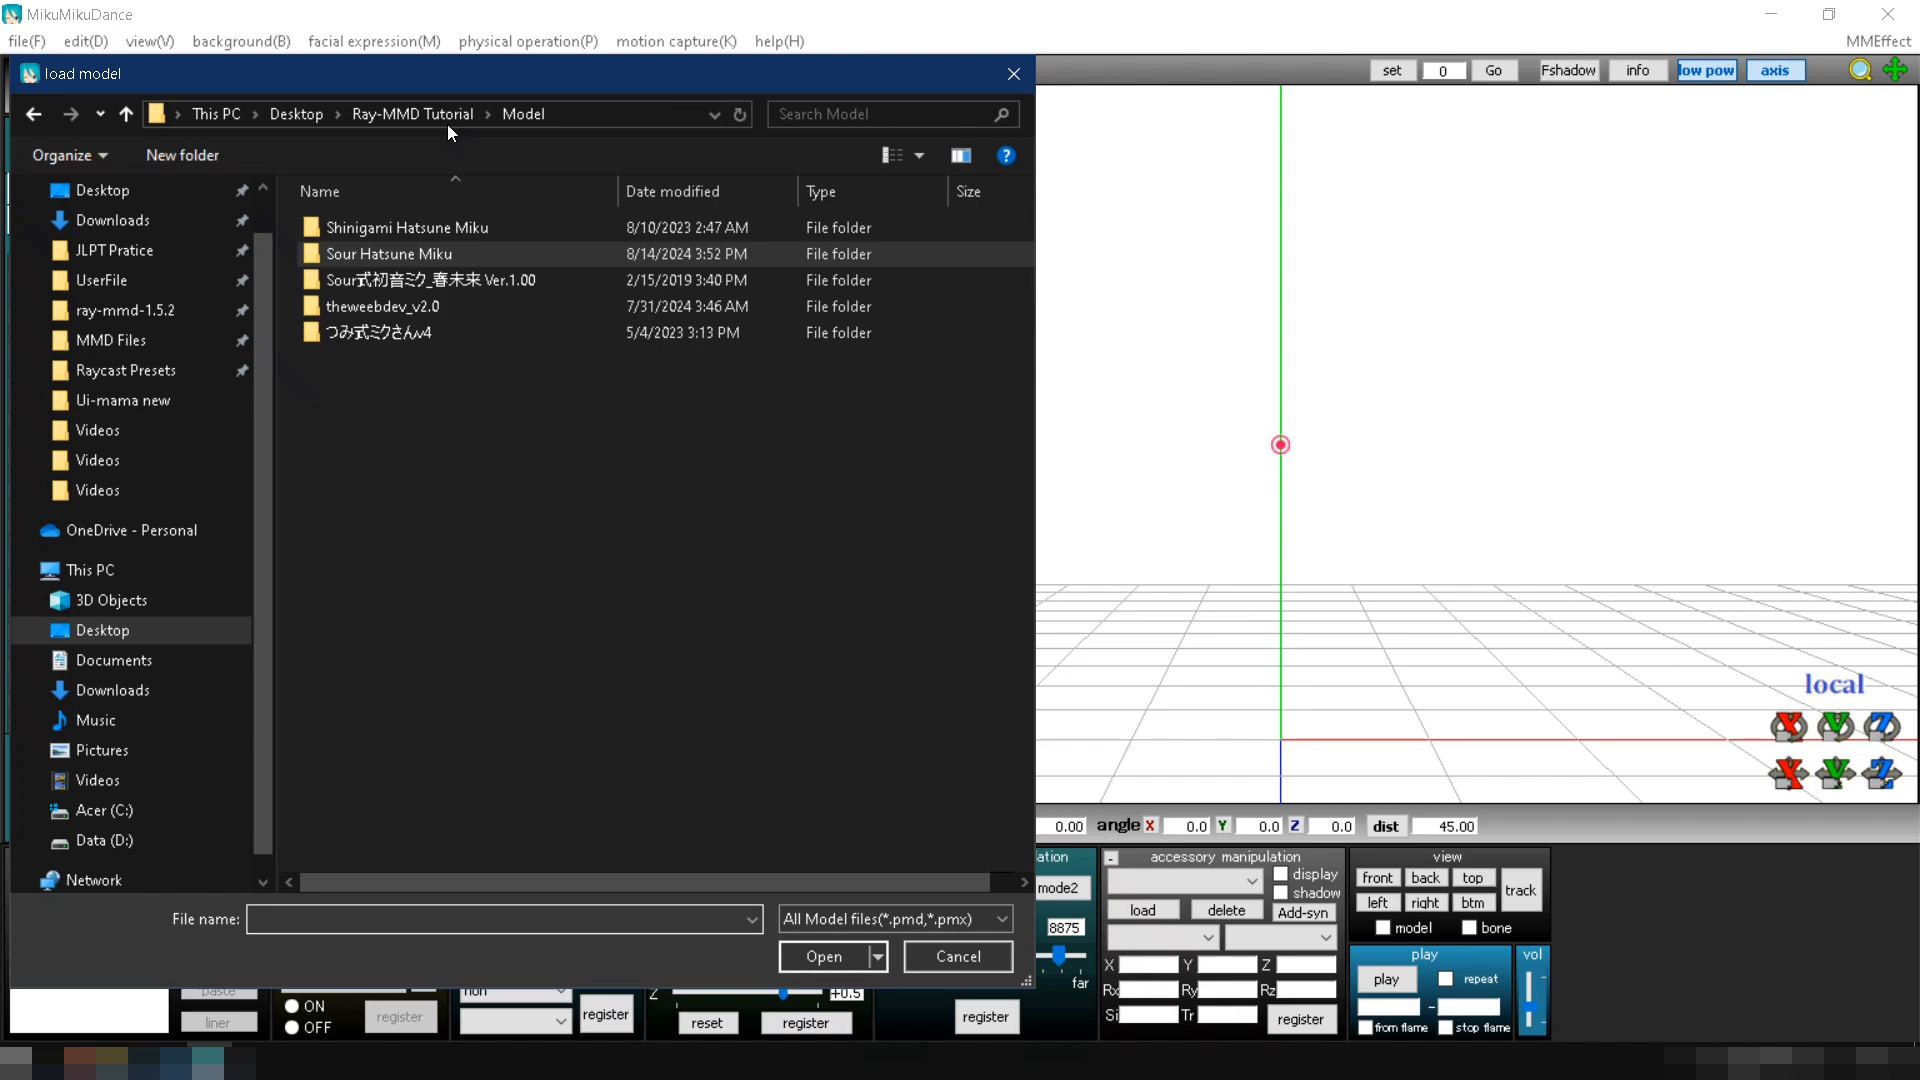 MikuMikuDance
file(F) edit(D) view(V) background(B) facial expression(M) physical operation(P) motion capture(K) help(H) MMEffect
load model
set 0 Go Fshadow info low pow axis
This PC > Desktop > Ray-MMD Tutorial > Model
Search Model
Organize New folder
Name Date modified Type Size
Desktop
Downloads
JLPT Pratice
UserFile
ray-mmd-1.5.2
MMD Files
Raycast Presets
Ui-mama new
Videos
Videos
Videos
OneDrive - Personal
This PC
3D Objects
Desktop
Documents
Downloads
Music
Pictures
Videos
Acer (C:)
Data (D:)
Network
Shinigami Hatsune Miku 8/10/2023 2:47 AM File folder
Sour Hatsune Miku 8/14/2024 3:52 PM File folder
Sour式初音ミク_春未来 Ver.1.00 2/15/2019 3:40 PM File folder
theweebdev_v2.0 7/31/2024 3:46 AM File folder
つみ式ミクさんv4 5/4/2023 3:13 PM File folder
File name: All Model files(*.pmd,*.pmx)
Open Cancel
local
X Y Z
X Y Z
0.00 angle X 0.0 Y 0.0 Z 0.0 dist 45.00
lation
mode2
8875
far
register
accessory manipulation
display
shadow
load delete Add-syn
X Y Z
Rx Ry Rz
Si Tr register
view
front back top
left right btm
track
model bone
play
play repeat
-
from flame stop flame
vol
paste
liner
ON
OFF
register
non
register
Z +0.5
reset register